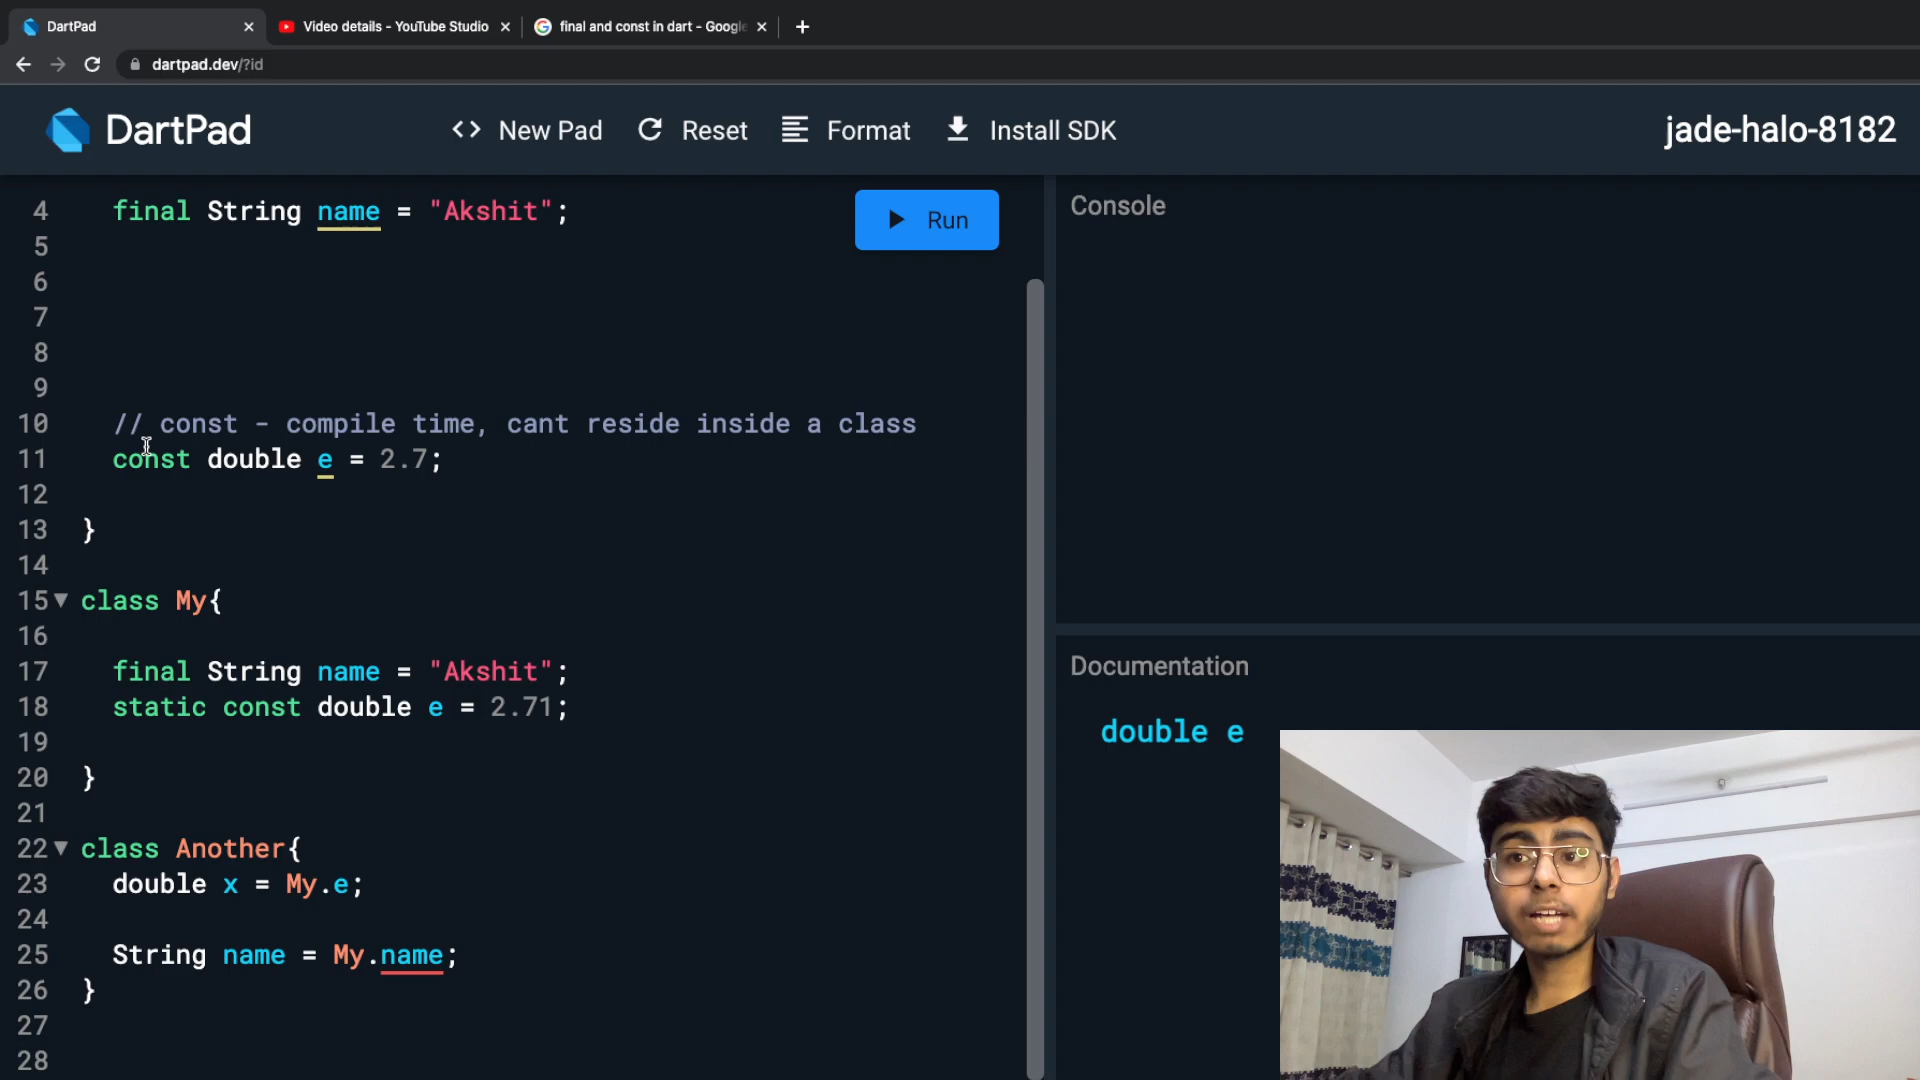 DartPad
Video details - YouTube Studio
final and const in dart - Google
dartpad.dev/?id
DartPad
<> New Pad
Reset
Format
Install SDK
jade-halo-8182
4 final String name = "Akshit";
Run
5
6
7
8
9
10 // const - compile time, cant reside inside a class
11 const double e = 2.7;
12
13 }
14
15 class My{
16
17 final String name = "Akshit";
18 static const double e = 2.71;
19
20 }
21
22 class Another{
23 double x = My.e;
24
25 String name = My.name;
26 }
27
28
Console
Documentation
double e